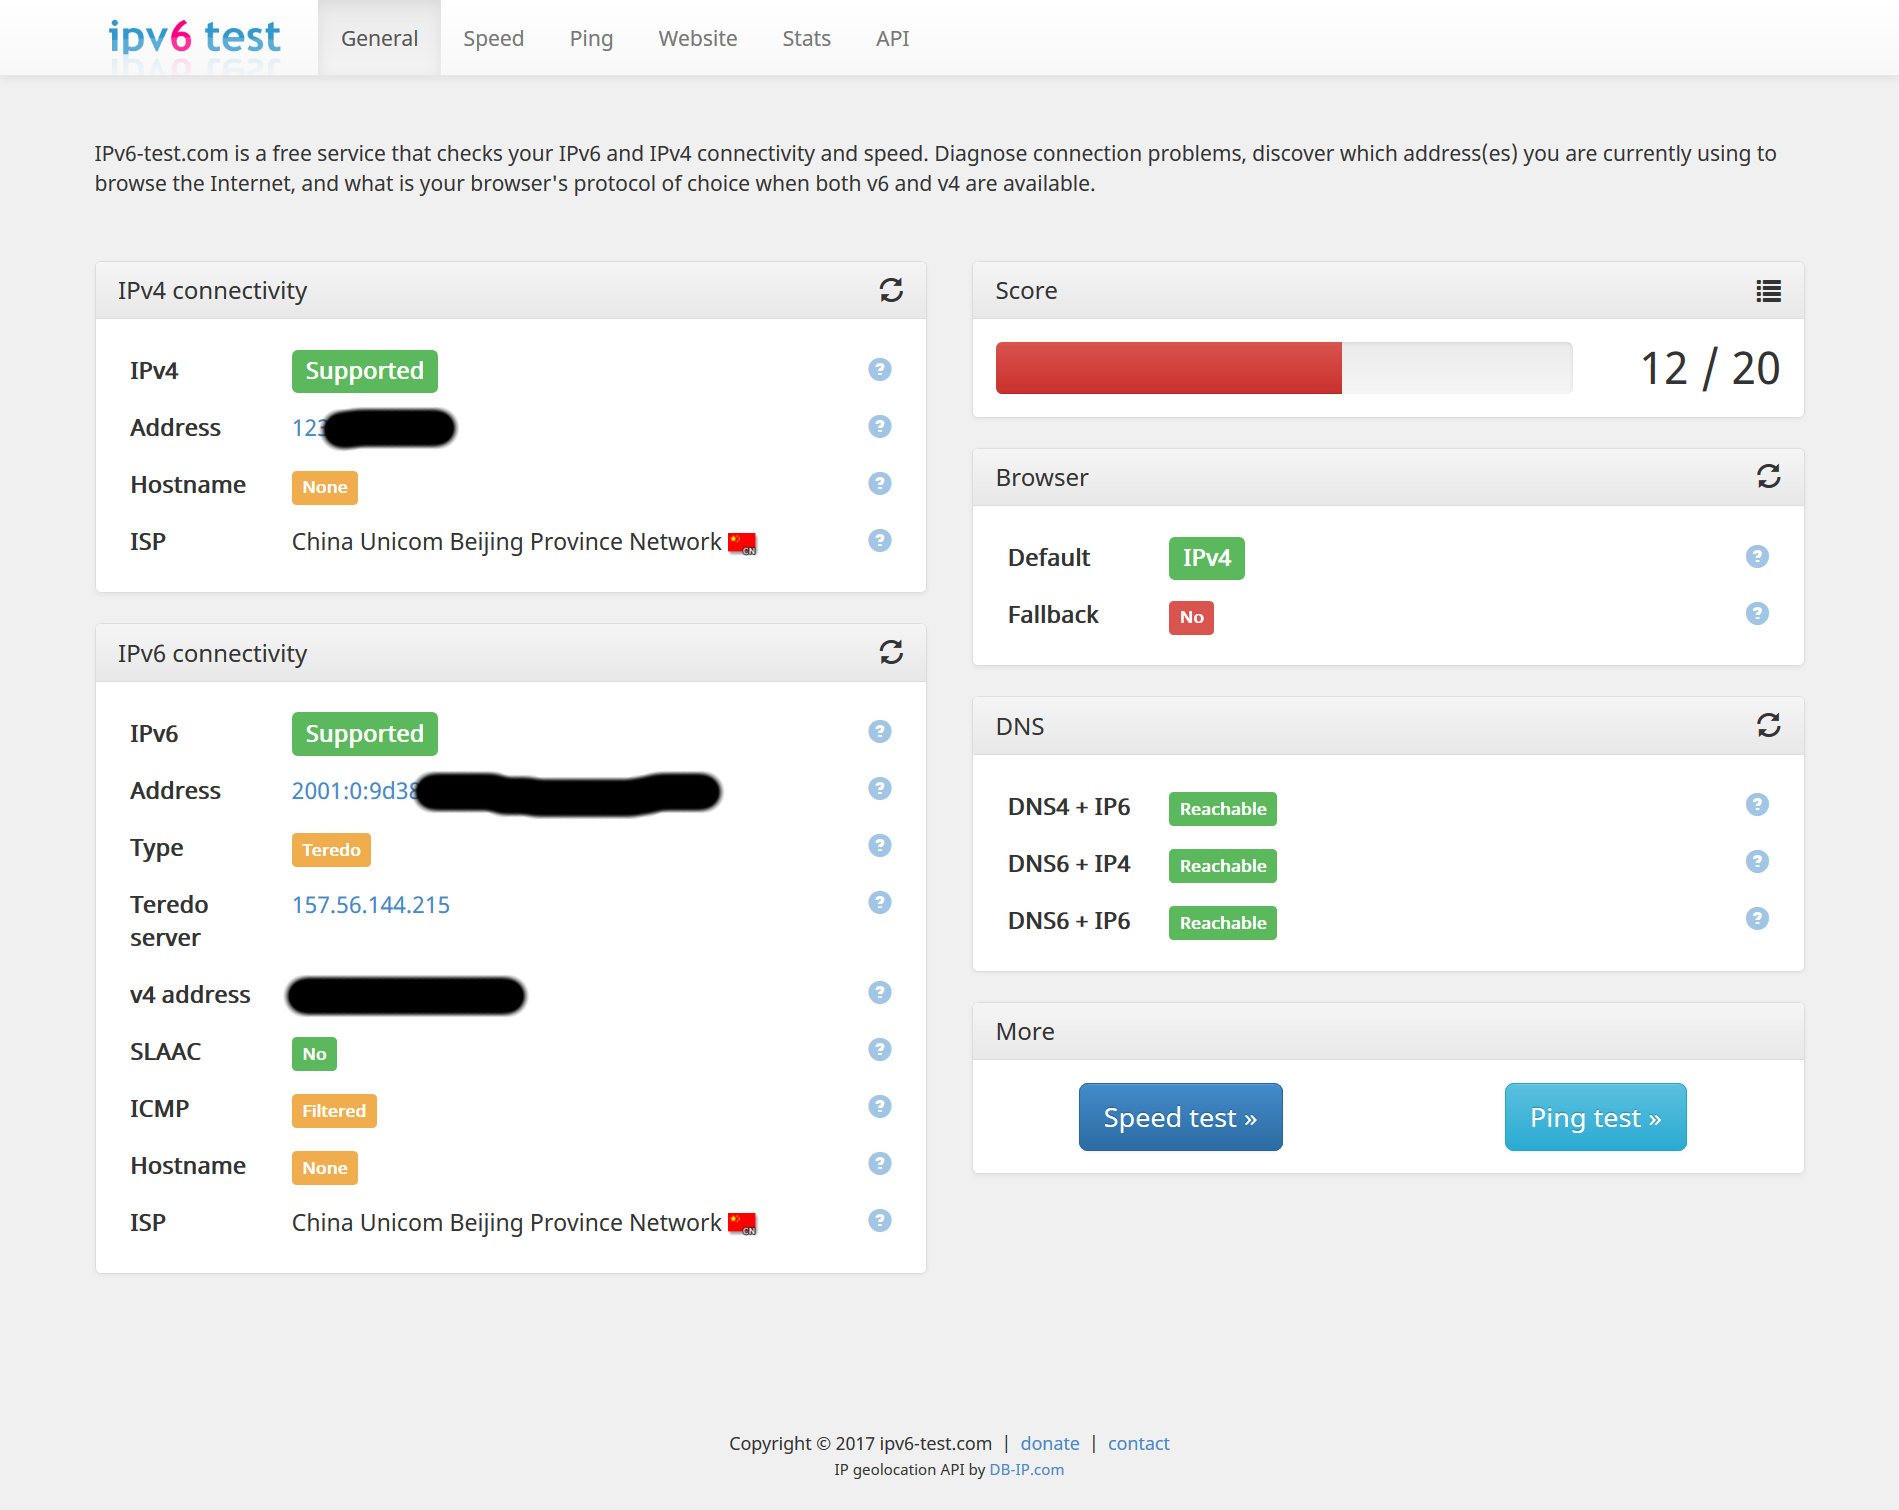 ipv6 test
General Speed Ping Website Stats API
IPv6-test.com is a free service that checks your IPv6 and IPv4 connectivity and speed. Diagnose connection problems, discover which address(es) you are currently using to
browse the Internet, and what is your browser's protocol of choice when both v6 and v4 are available.
IPv4 connectivity
IPv4 Supported
Address 123
Hostname None
ISP China Unicom Beijing Province Network CN
IPv6 connectivity
IPv6 Supported
Address 2001:0:9d38
Type Teredo
Teredo 157.56.144.215
server
v4 address
SLAAC No
ICMP Filtered
Hostname None
ISP China Unicom Beijing Province Network CN
Score
12 / 20
Browser
Default IPv4
Fallback No
DNS
DNS4 + IP6 Reachable
DNS6 + IP4 Reachable
DNS6 + IP6 Reachable
More
Speed test » Ping test »
Copyright © 2017 ipv6-test.com | donate | contact
IP geolocation API by DB-IP.com